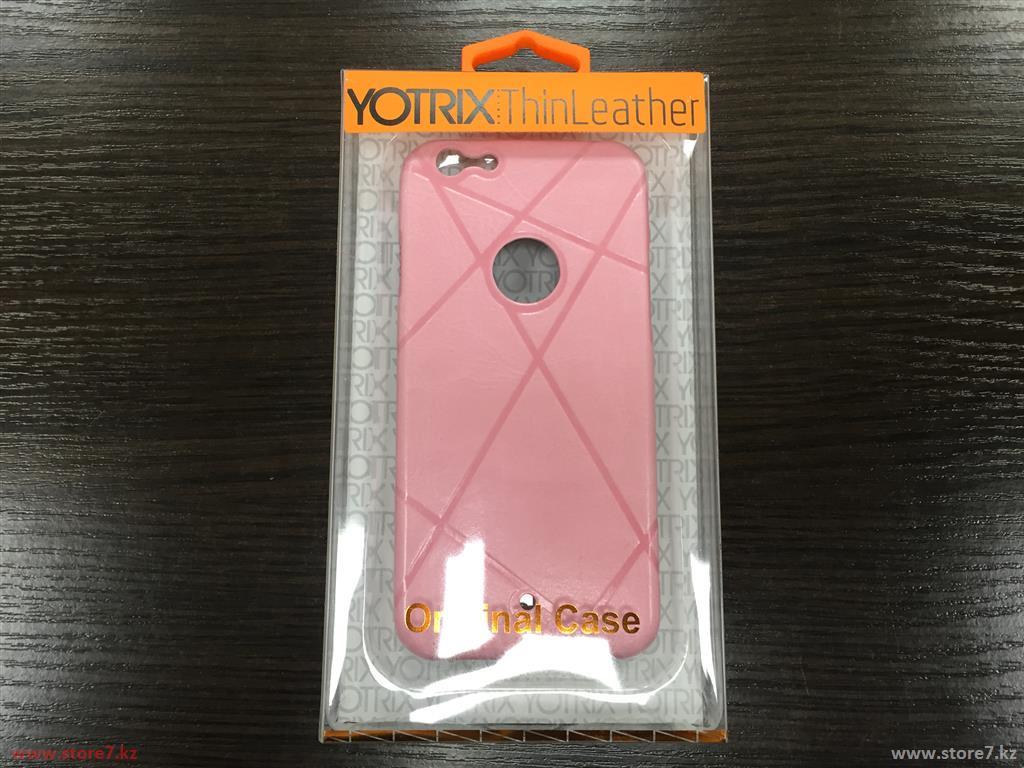 YOTRIX ThinLeather
Original Case
www.store7.kz
www.store7.kz